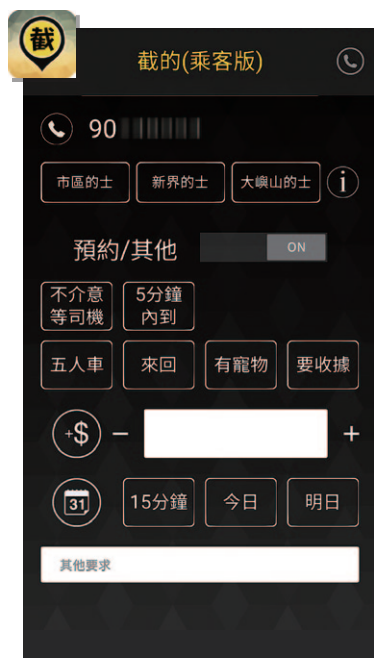 截
截的(乘客版)
90
市區的士 新界的士 大嶼山的士 i
預約/其他 ON
不介意 5分鐘
等司機 內到
五人車 來回 有寵物 要收據
+$ − +
31 15分鐘 今日 明日
其他要求